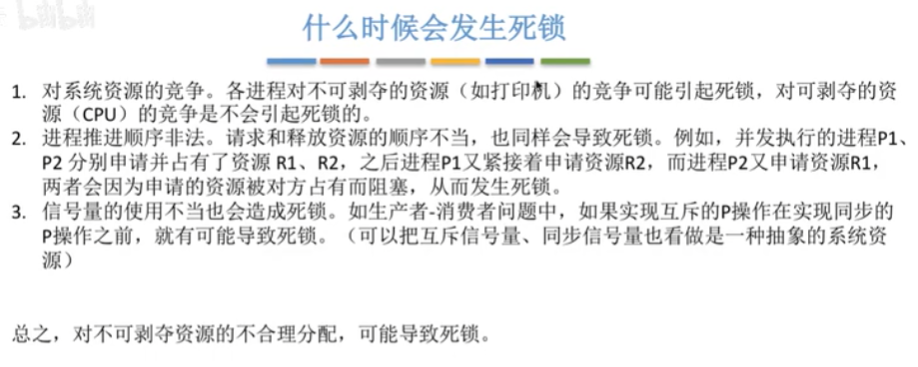 bilibili
什么时候会发生死锁
1. 对系统资源的竞争。各进程对不可剥夺的资源（如打印机）的竞争可能引起死锁，对可剥夺的资
源（CPU）的竞争是不会引起死锁的。
2. 进程推进顺序非法。请求和释放资源的顺序不当，也同样会导致死锁。例如，并发执行的进程P1、
P2 分别申请并占有了资源 R1、R2，之后进程P1又紧接着申请资源R2，而进程P2又申请资源R1，
两者会因为申请的资源被对方占有而阻塞，从而发生死锁。
3. 信号量的使用不当也会造成死锁。如生产者-消费者问题中，如果实现互斥的P操作在实现同步的
P操作之前，就有可能导致死锁。（可以把互斥信号量、同步信号量也看做是一种抽象的系统资
源）
总之，对不可剥夺资源的不合理分配，可能导致死锁。